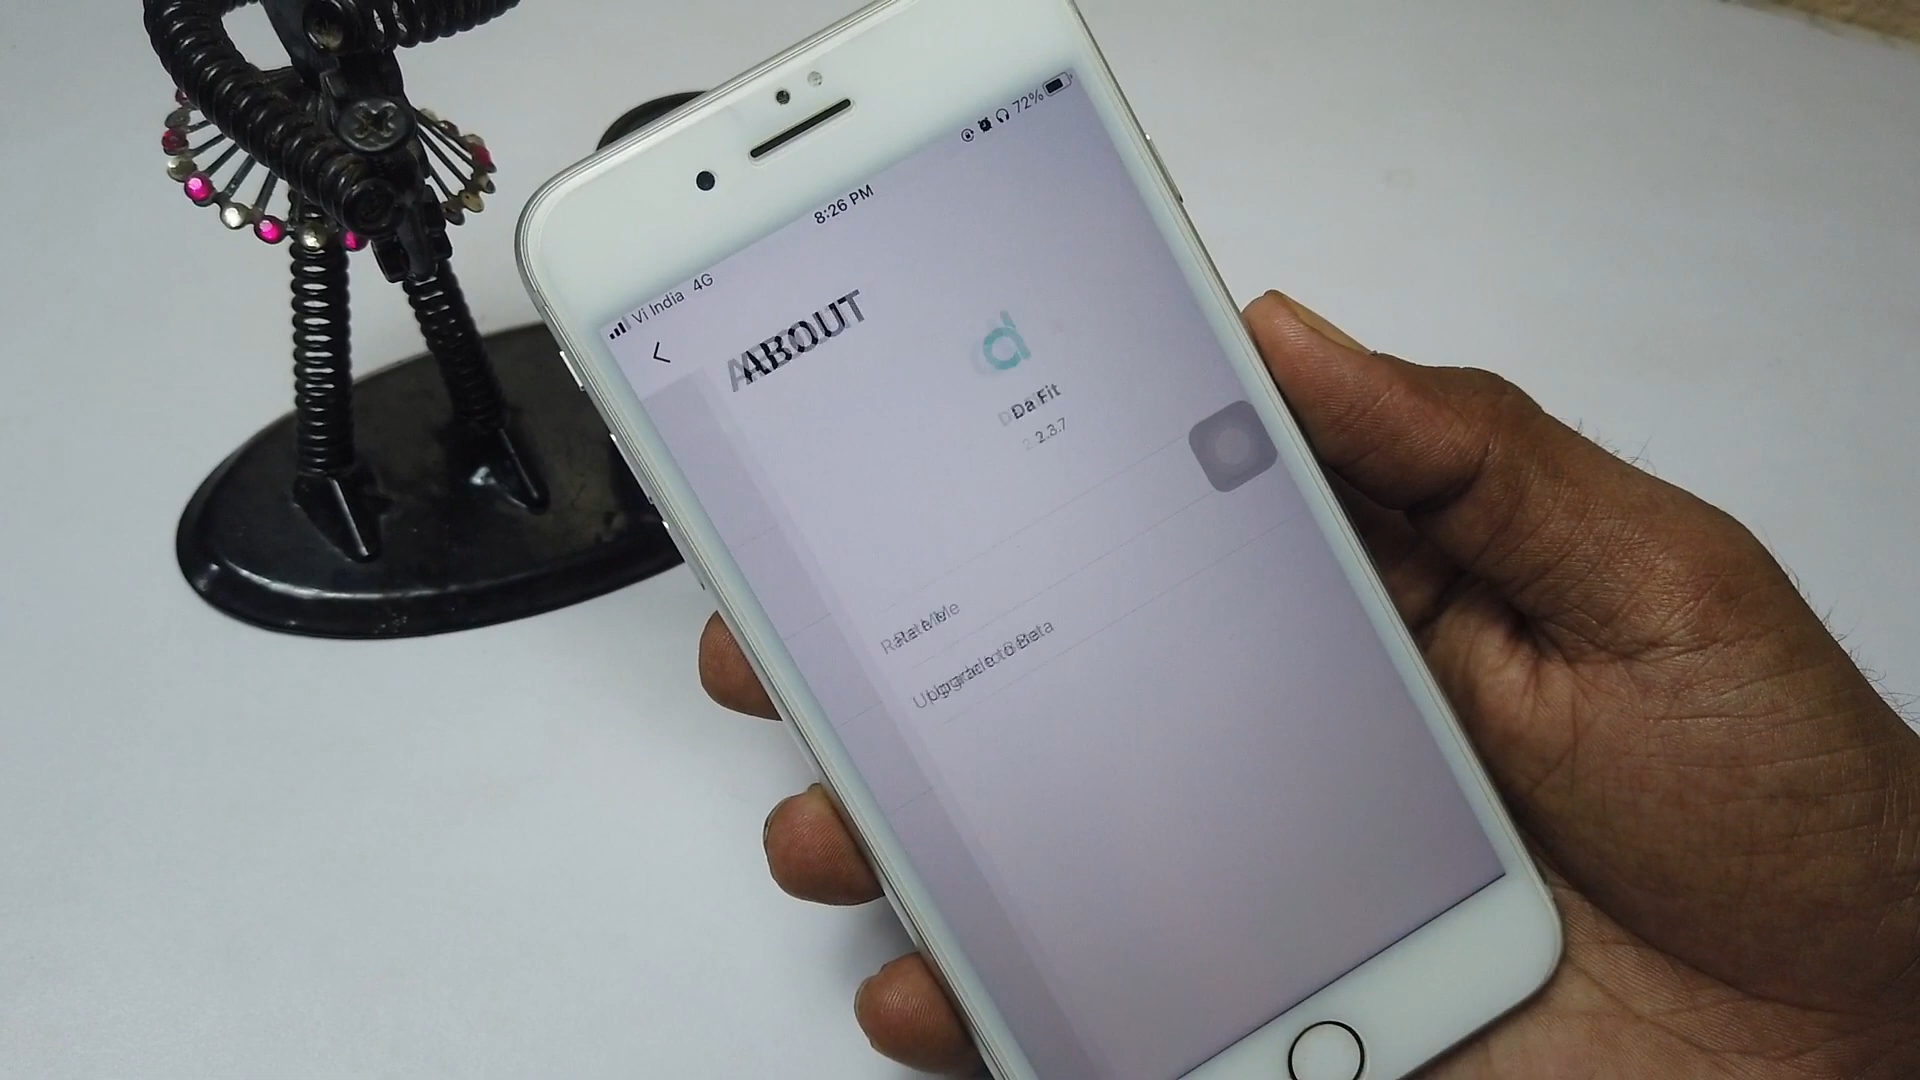 Vi India 4G
8:26 PM
72%
ABOUT
Da Fit
2.3.7
Rate Me
Upgrade to Beta